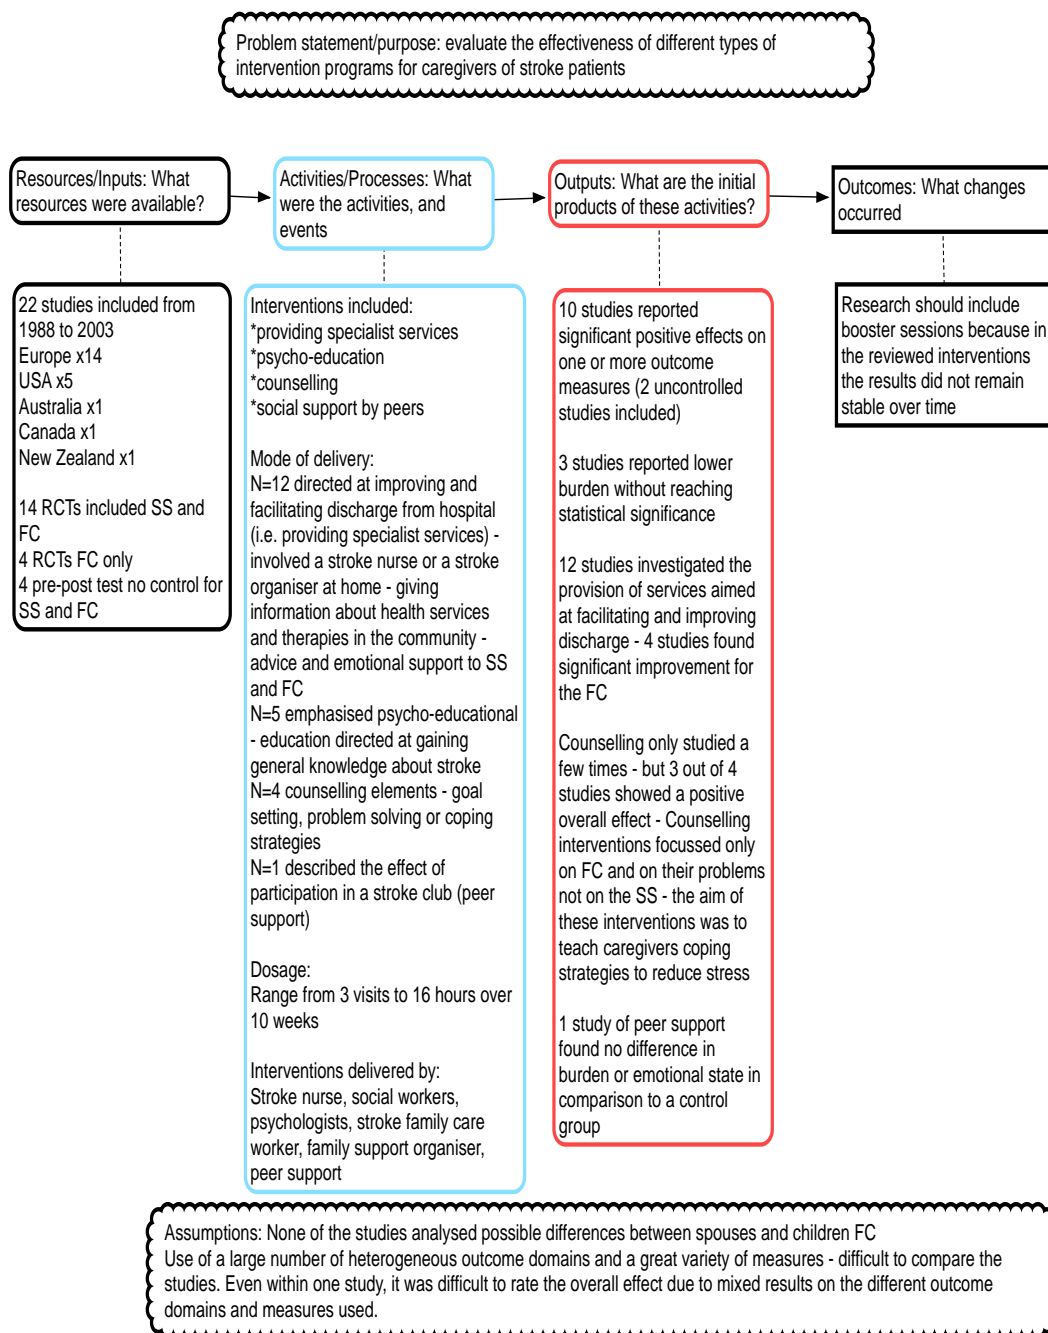 Problem statement/purpose: evaluate the effectiveness of different types of
intervention programs for caregivers of stroke patients
Resources/Inputs: What
resources were available?
Activities/Processes: What
were the activities, and
events
Outputs: What are the initial
products of these activities?
Outcomes: What changes
occurred
22 studies included from
1988 to 2003
Europe x14
USA x5
Australia x1
Canada x1
New Zealand x1
14 RCTs included SS and
FC
4 RCTs FC only
4 pre-post test no control for
SS and FC
Interventions included:
*providing specialist services
*psycho-education
*counselling
*social support by peers
Mode of delivery:
N=12 directed at improving and
facilitating discharge from hospital
(i.e. providing specialist services) -
involved a stroke nurse or a stroke
organiser at home - giving
information about health services
and therapies in the community -
advice and emotional support to SS
and FC
N=5 emphasised psycho-educational
- education directed at gaining
general knowledge about stroke
N=4 counselling elements - goal
setting, problem solving or coping
strategies
N=1 described the effect of
participation in a stroke club (peer
support)
Dosage:
Range from 3 visits to 16 hours over
10 weeks
Interventions delivered by:
Stroke nurse, social workers,
psychologists, stroke family care
worker, family support organiser,
peer support
10 studies reported
significant positive effects on
one or more outcome
measures (2 uncontrolled
studies included)
3 studies reported lower
burden without reaching
statistical significance
12 studies investigated the
provision of services aimed
at facilitating and improving
discharge - 4 studies found
significant improvement for
the FC
Counselling only studied a
few times - but 3 out of 4
studies showed a positive
overall effect - Counselling
interventions focussed only
on FC and on their problems
not on the SS - the aim of
these interventions was to
teach caregivers coping
strategies to reduce stress
1 study of peer support
found no difference in
burden or emotional state in
comparison to a control
group
Research should include
booster sessions because in
the reviewed interventions
the results did not remain
stable over time
Assumptions: None of the studies analysed possible differences between spouses and children FC
Use of a large number of heterogeneous outcome domains and a great variety of measures - difficult to compare the
studies. Even within one study, it was difficult to rate the overall effect due to mixed results on the different outcome
domains and measures used.